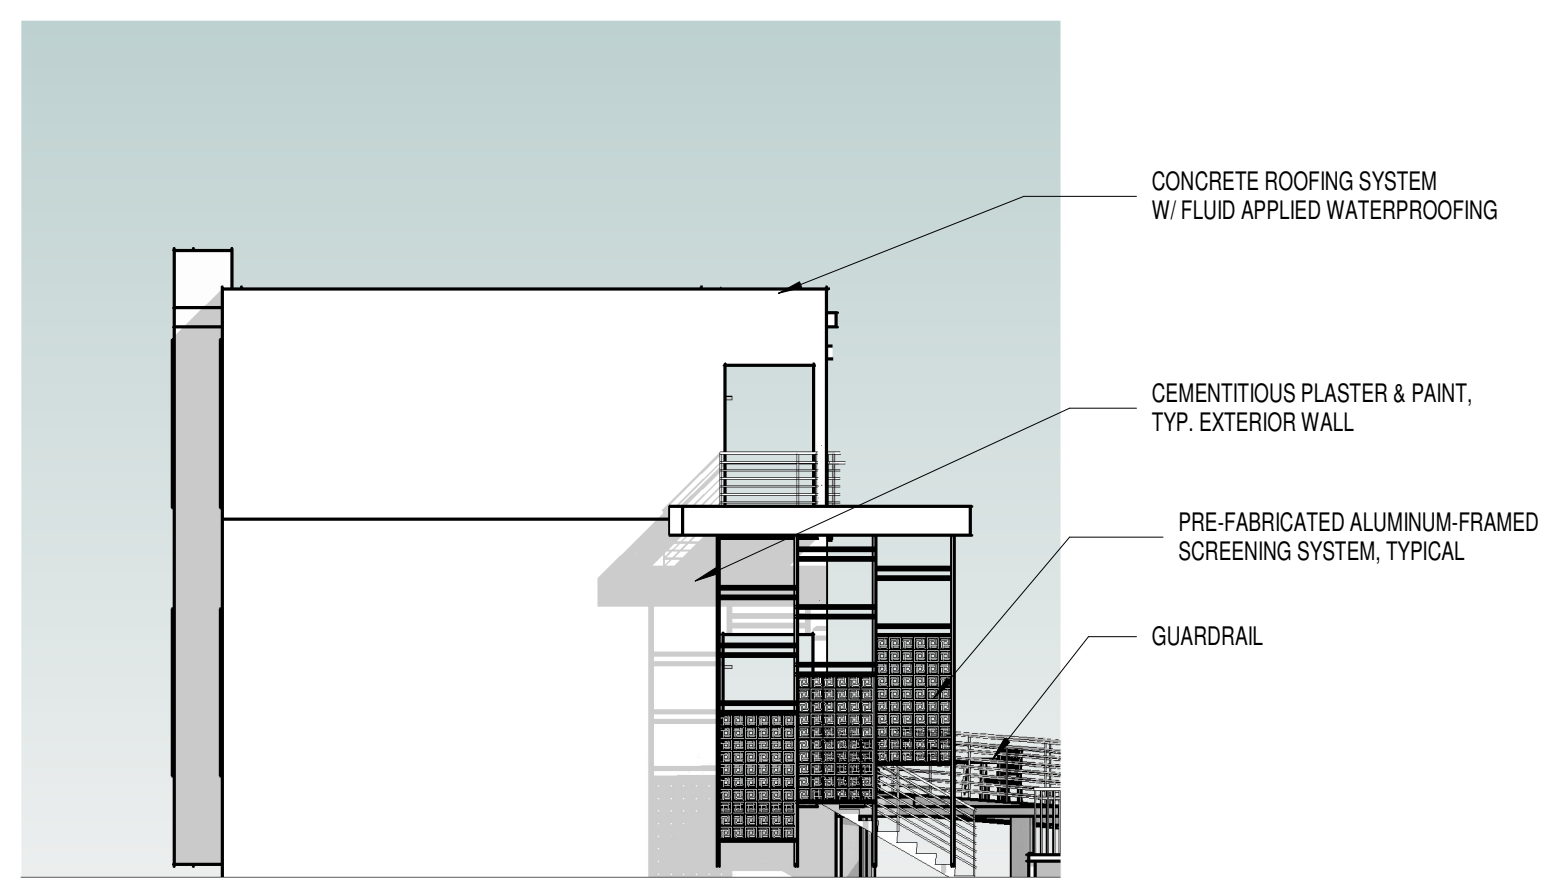 CONCRETE ROOFING SYSTEM
W/ FLUID APPLIED WATERPROOFING
CEMENTITIOUS PLASTER & PAINT,
TYP. EXTERIOR WALL
PRE-FABRICATED ALUMINUM-FRAMED
SCREENING SYSTEM, TYPICAL
GUARDRAIL